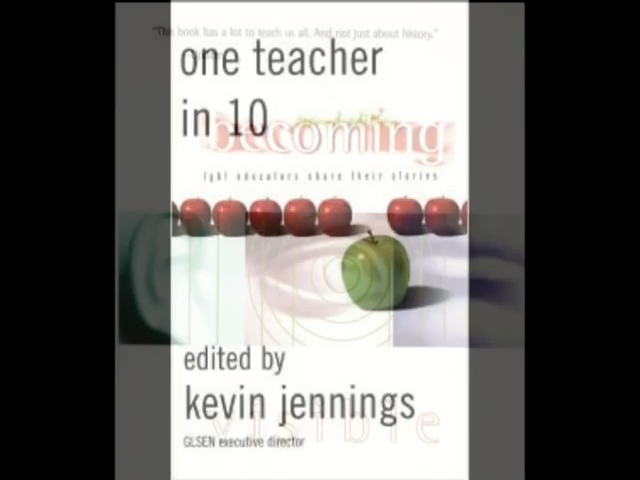 "This book has a lot to teach us all. And not just about history."
one teacher
in 10
becoming
lgbt educators share their stories
edited by
kevin jennings
visible
GLSEN executive director